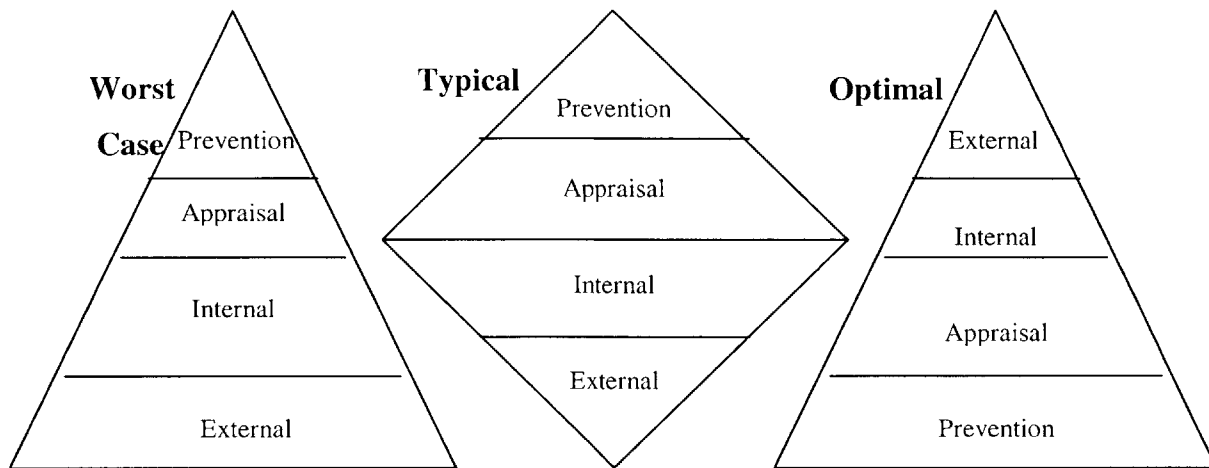 Worst
Case
Prevention
Appraisal
Internal
External
Typical
Prevention
Appraisal
Internal
External
Optimal
External
Internal
Appraisal
Prevention